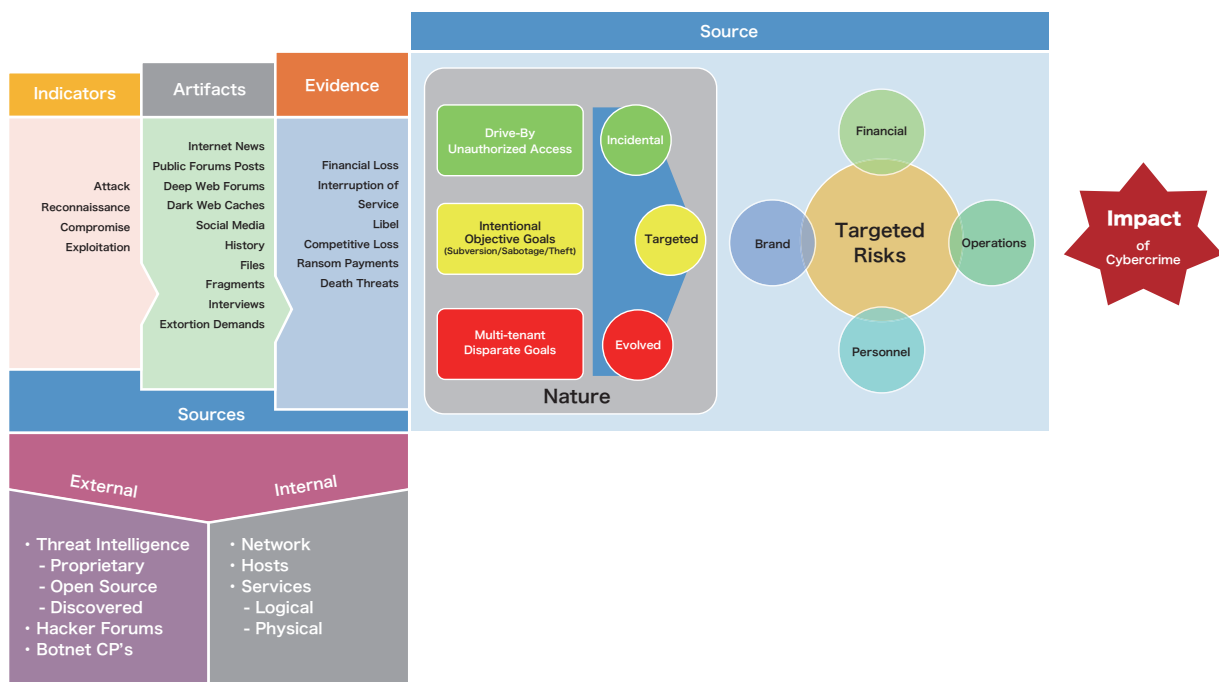 Source
Indicators
Artifacts
Evidence
Attack
Reconnaissance
Compromise
Exploitation
Internet News
Public Forums Posts
Deep Web Forums
Dark Web Caches
Social Media
History
Files
Fragments
Interviews
Extortion Demands
Financial Loss
Interruption of
Service
Libel
Competitive Loss
Ransom Payments
Death Threats
Drive-By
Unauthorized Access
Incidental
Intentional
Objective Goals
(Subversion/Sabotage/Theft)
Targeted
Multi-tenant
Disparate Goals
Evolved
Nature
Financial
Brand
Targeted
Risks
Operations
Personnel
Impact
of
Cybercrime
Sources
External
Internal
· Threat Intelligence
- Proprietary
- Open Source
- Discovered
· Hacker Forums
· Botnet CP's
· Network
· Hosts
· Services
- Logical
- Physical